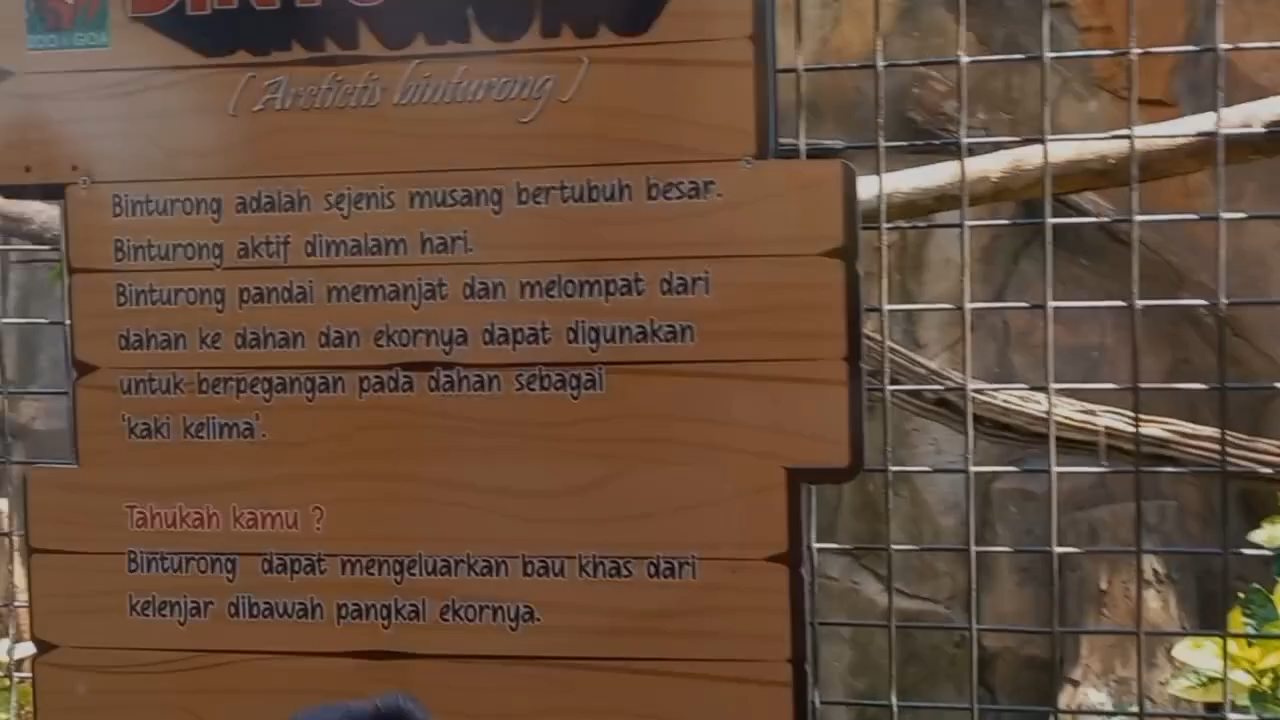 (Arctictis binturong)
Binturong adalah sejenis musang bertubuh besar.
Binturong aktif dimalam hari.
Binturong pandai memanjat dan melompat dari
dahan ke dahan dan ekornya dapat digunakan
untuk berpegangan pada dahan sebagai
'kaki kelima'.
Tahukah kamu ?
Binturong dapat mengeluarkan bau khas dari
kelenjar dibawah pangkal ekornya.